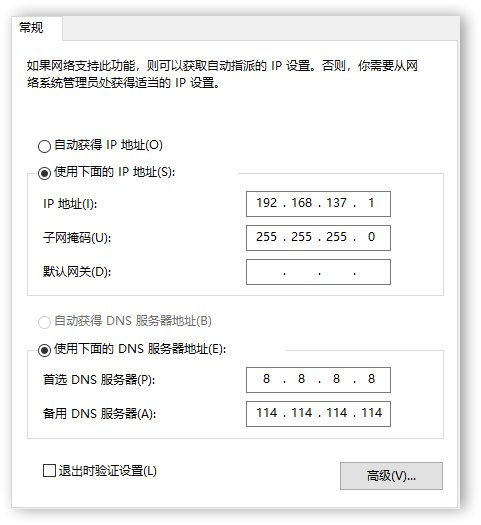 常规
如果网络支持此功能，则可以获取自动指派的 IP 设置。否则，你需要从网
络系统管理员处获得适当的 IP 设置。
自动获得 IP 地址(O)
使用下面的 IP 地址(S):
IP 地址(I): 192 . 168 . 137 . 1
子网掩码(U): 255 . 255 . 255 . 0
默认网关(D): . . .
自动获得 DNS 服务器地址(B)
使用下面的 DNS 服务器地址(E):
首选 DNS 服务器(P): 8 . 8 . 8 . 8
备用 DNS 服务器(A): 114 . 114 . 114 . 114
退出时验证设置(L)
高级(V)...